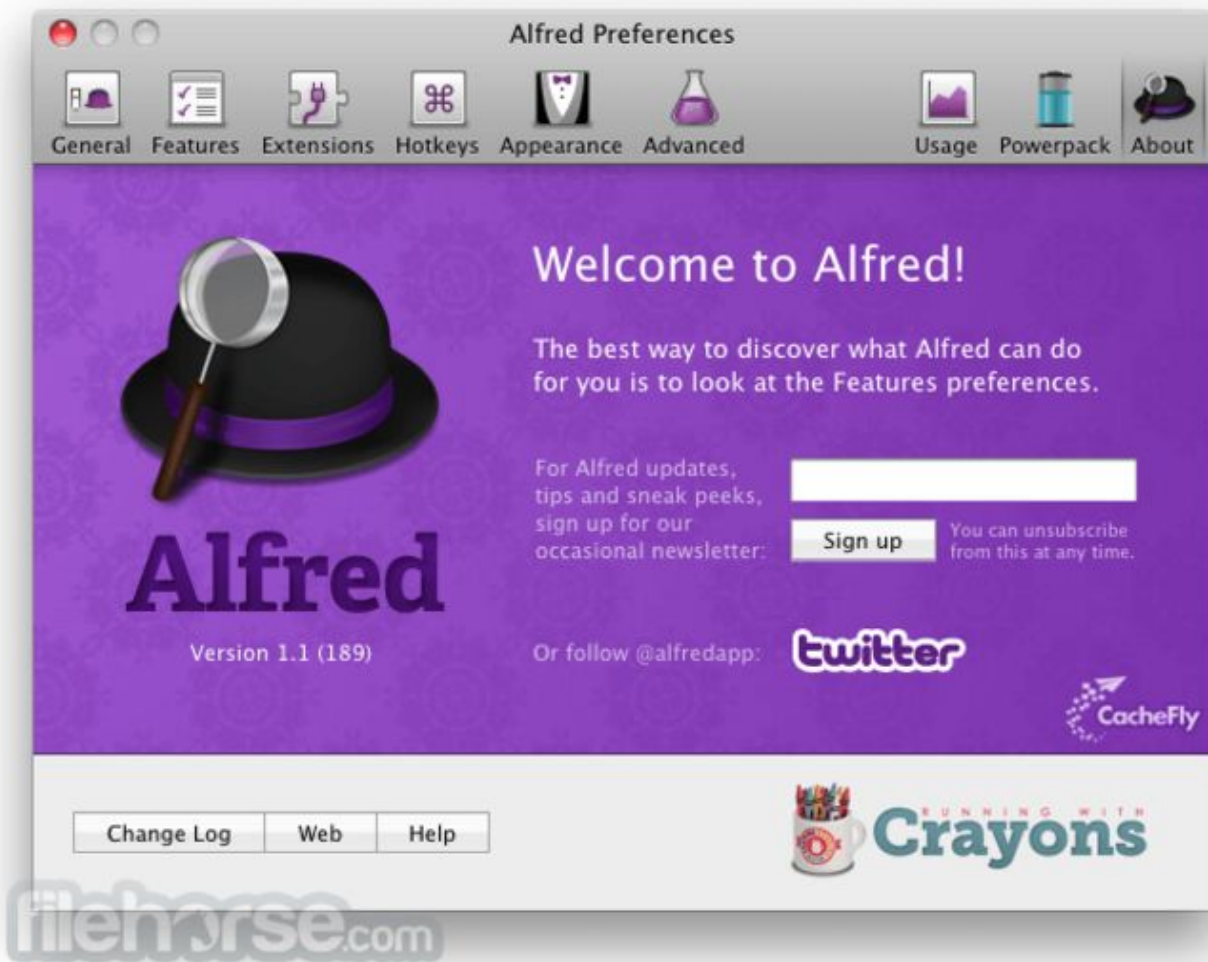 Alfred Preferences
General Features Extensions Hotkeys Appearance Advanced Usage Powerpack About
Welcome to Alfred!
The best way to discover what Alfred can do
for you is to look at the Features preferences.
For Alfred updates,
tips and sneak peeks,
sign up for our
occasional newsletter:
Sign up
You can unsubscribe
from this at any time.
Alfred
Version 1.1 (189)
Or follow @alfredapp:
twitter
CacheFly
Change Log Web Help
RUNNING WITH
Crayons
filehorse.com